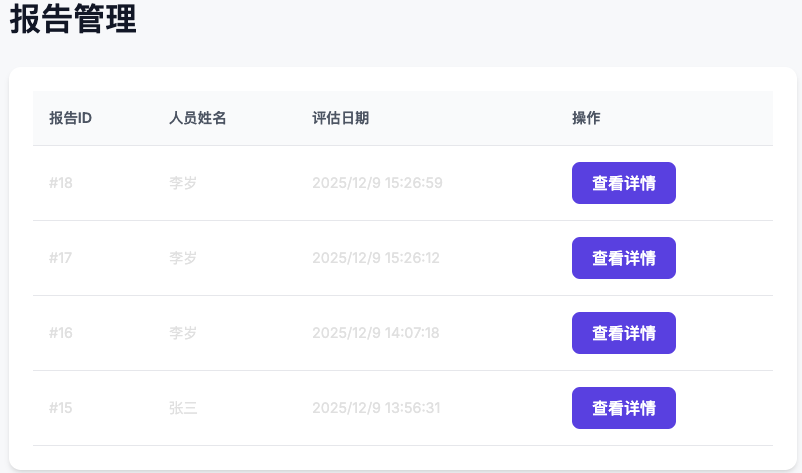 报告管理
报告ID 人员姓名 评估日期 操作
#18 李岁 2025/12/9 15:26:59 查看详情
#17 李岁 2025/12/9 15:26:12 查看详情
#16 李岁 2025/12/9 14:07:18 查看详情
#15 张三 2025/12/9 13:56:31 查看详情